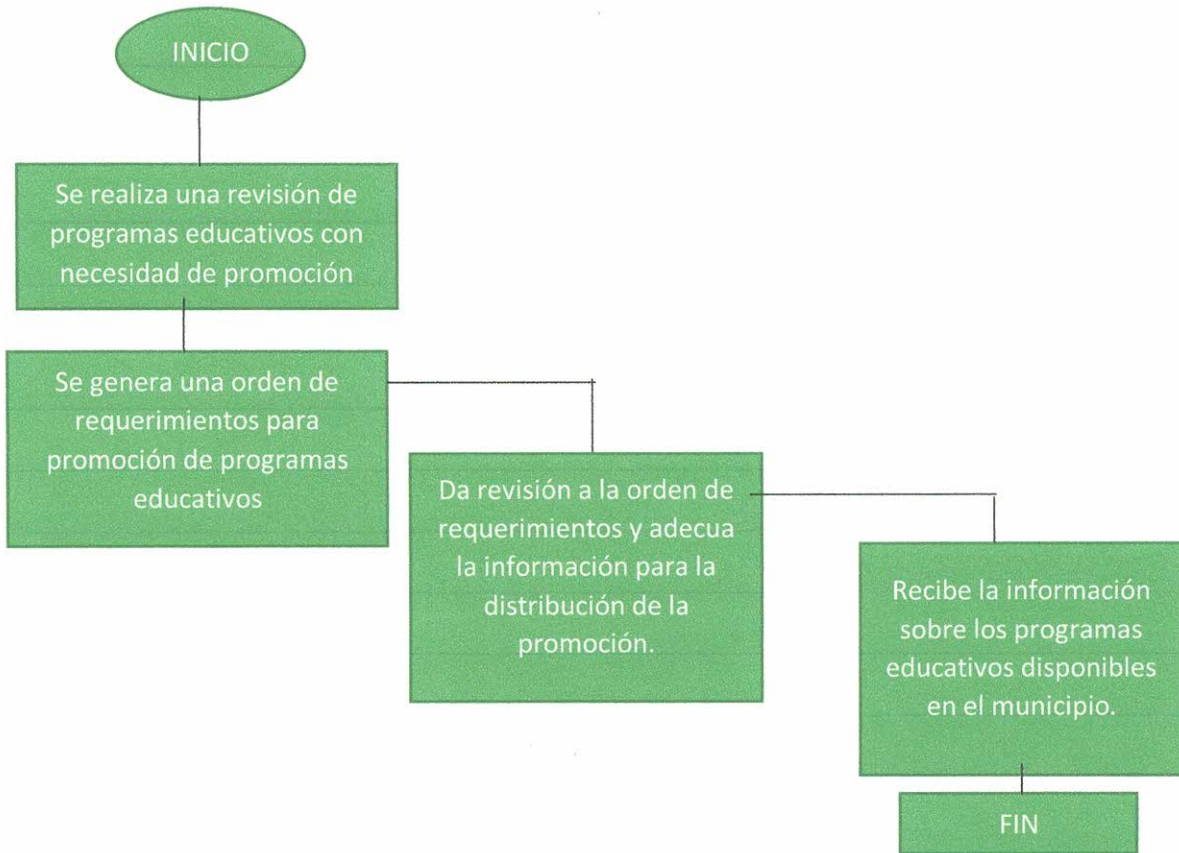 INICIO
Se realiza una revisión de
programas educativos con
necesidad de promoción
Se genera una orden de
requerimientos para
promoción de programas
educativos
Da revisión a la orden de
requerimientos y adecua
la información para la
distribución de la
promoción.
Recibe la información
sobre los programas
educativos disponibles
en el municipio.
FIN